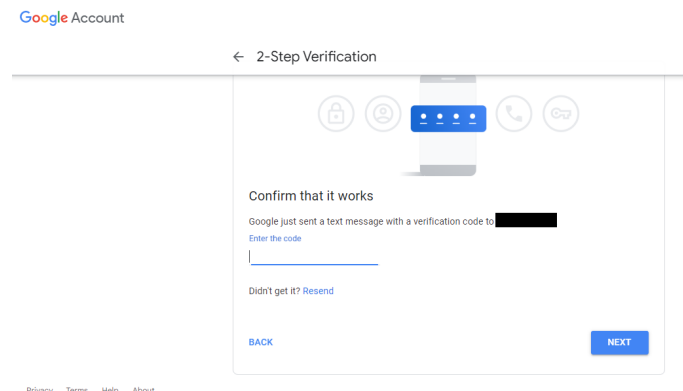 Google Account
2-Step Verification
Confirm that it works
Google just sent a text message with a verification code to
Enter the code
Didn't get it? Resend
BACK
NEXT
Privacy Terms Help About